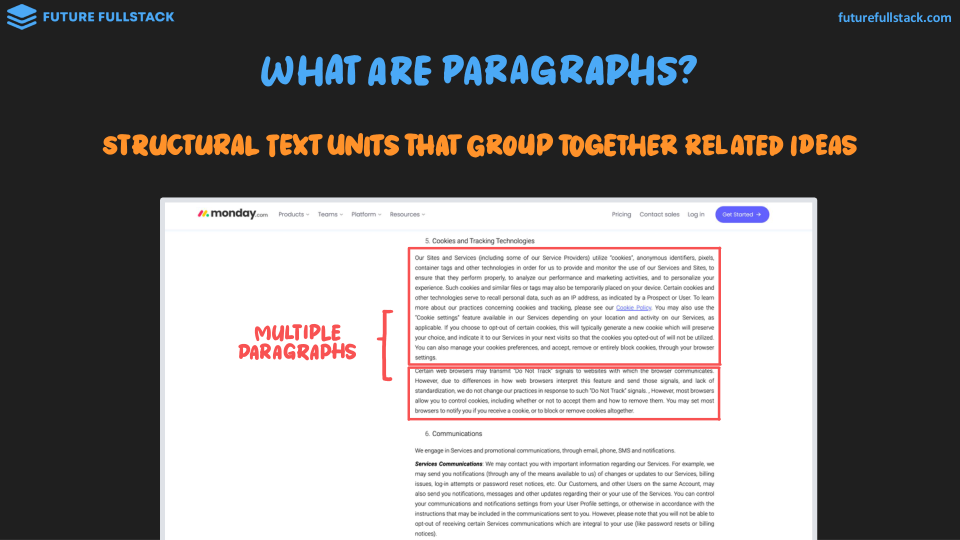 FUTURE FULLSTACK
futurefullstack.com
WHAT ARE PARAGRAPHS?
STRUCTURAL TEXT UNITS THAT GROUP TOGETHER RELATED IDEAS
monday.com Products Teams Platform Resources Pricing Contact sales Log in Get Started →
5. Cookies and Tracking Technologies
Our Sites and Services (including some of our Service Providers) utilize "cookies", anonymous identifiers, pixels,
container tags and other technologies in order for us to provide and monitor the use of our Services and Sites, to
ensure that they perform properly, to analyze our performance and marketing activities, and to personalize your
experience. Such cookies and similar files or tags may also be temporarily placed on your device. Certain cookies and
other technologies serve to recall personal data, such as an IP address, as indicated by a Prospect or User. To learn
more about our practices concerning cookies and tracking, please see our Cookie Policy. You may also use the
"Cookie settings" feature available in our Services depending on your location and activity on our Services, as
applicable. If you choose to opt-out of certain cookies, this will typically generate a new cookie which will preserve
your choice, and indicate it to our Services in your next visits so that the cookies you opted-out of will not be utilized.
You can also manage your cookies preferences, and accept, remove or entirely block cookies, through your browser
settings.
MULTIPLE
PARAGRAPHS
Certain web browsers may transmit "Do Not Track" signals to websites with which the browser communicates.
However, due to differences in how web browsers interpret this feature and send those signals, and lack of
standardization, we do not change our practices in response to such "Do Not Track" signals. , However, most browsers
allow you to control cookies, including whether or not to accept them and how to remove them. You may set most
browsers to notify you if you receive a cookie, or to block or remove cookies altogether.
6. Communications
We engage in Services and promotional communications, through email, phone, SMS and notifications.
Services Communications: We may contact you with important information regarding our Services. For example, we
may send you notifications (through any of the means available to us) of changes or updates to our Services, billing
issues, log-in attempts or password reset notices, etc. Our Customers, and other Users on the same Account, may
also send you notifications, messages and other updates regarding their or your use of the Services. You can control
your communications and notifications settings from your User Profile settings, or otherwise in accordance with the
instructions that may be included in the communications sent to you. However, please note that you will not be able to
opt-out of receiving certain Services communications which are integral to your use (like password resets or billing
notices).